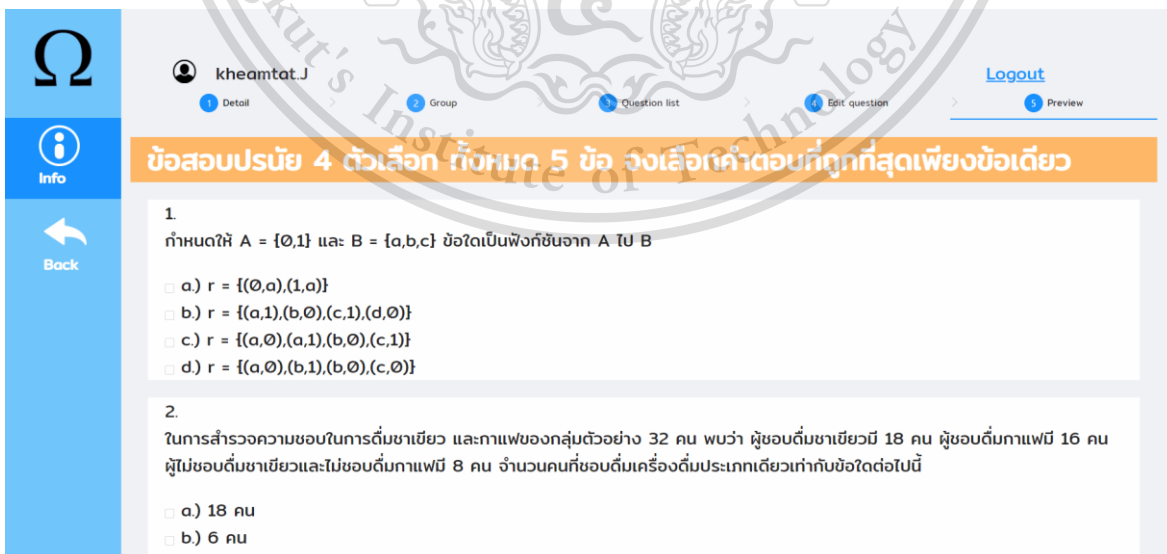 Ω
kheamtat.J
Logout
1 Detail
2 Group
3 Question list
4 Edit question
5 Preview
Info
Back
ข้อสอบปรนัย 4 ตัวเลือก ทั้งหมด 5 ข้อ จงเลือกคำตอบที่ถูกที่สุดเพียงข้อเดียว
1.
กำหนดให้ A = {0,1} และ B = {a,b,c} ข้อใดเป็นฟังก์ชันจาก A ไป B
a.) r = {(0,a),(1,a)}
b.) r = {(a,1),(b,0),(c,1),(d,0)}
c.) r = {(a,0),(a,1),(b,0),(c,1)}
d.) r = {(a,0),(b,1),(b,0),(c,0)}
2.
ในการสำรวจความชอบในการดื่มชาเขียว และกาแฟของกลุ่มตัวอย่าง 32 คน พบว่า ผู้ชอบดื่มชาเขียวมี 18 คน ผู้ชอบดื่มกาแฟมี 16 คน
ผู้ไม่ชอบดื่มชาเขียวและไม่ชอบดื่มกาแฟมี 8 คน จำนวนคนที่ชอบดื่มเครื่องดื่มประเภทเดียวเท่ากับข้อใดต่อไปนี้
a.) 18 คน
b.) 6 คน
Institute of Technology